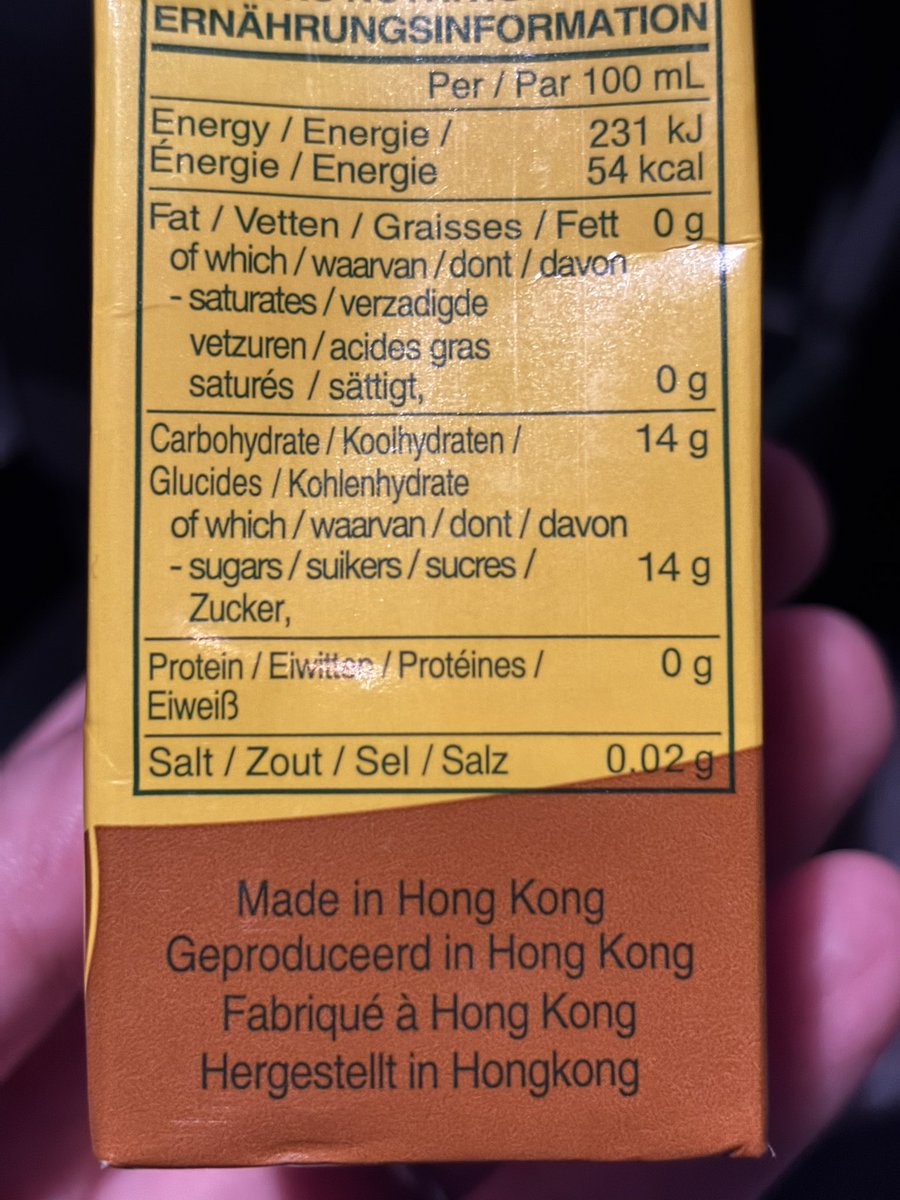 ERNÄHRUNGSINFORMATION
Per / Par 100 mL
Energy / Energie / 231 kJ
Énergie / Energie 54 kcal
Fat / Vetten / Graisses / Fett 0 g
of which / waarvan / dont / davon
- saturates / verzadigde
vetzuren / acides gras
saturés / sättigt, 0 g
Carbohydrate / Koolhydraten / 14 g
Glucides / Kohlenhydrate
of which / waarvan / dont / davon
- sugars / suikers / sucres / 14 g
Zucker,
Protein / Eiwitten / Protéines / 0 g
Eiweiß
Salt / Zout / Sel / Salz 0.02 g
Made in Hong Kong
Geproduceerd in Hong Kong
Fabriqué à Hong Kong
Hergestellt in Hongkong